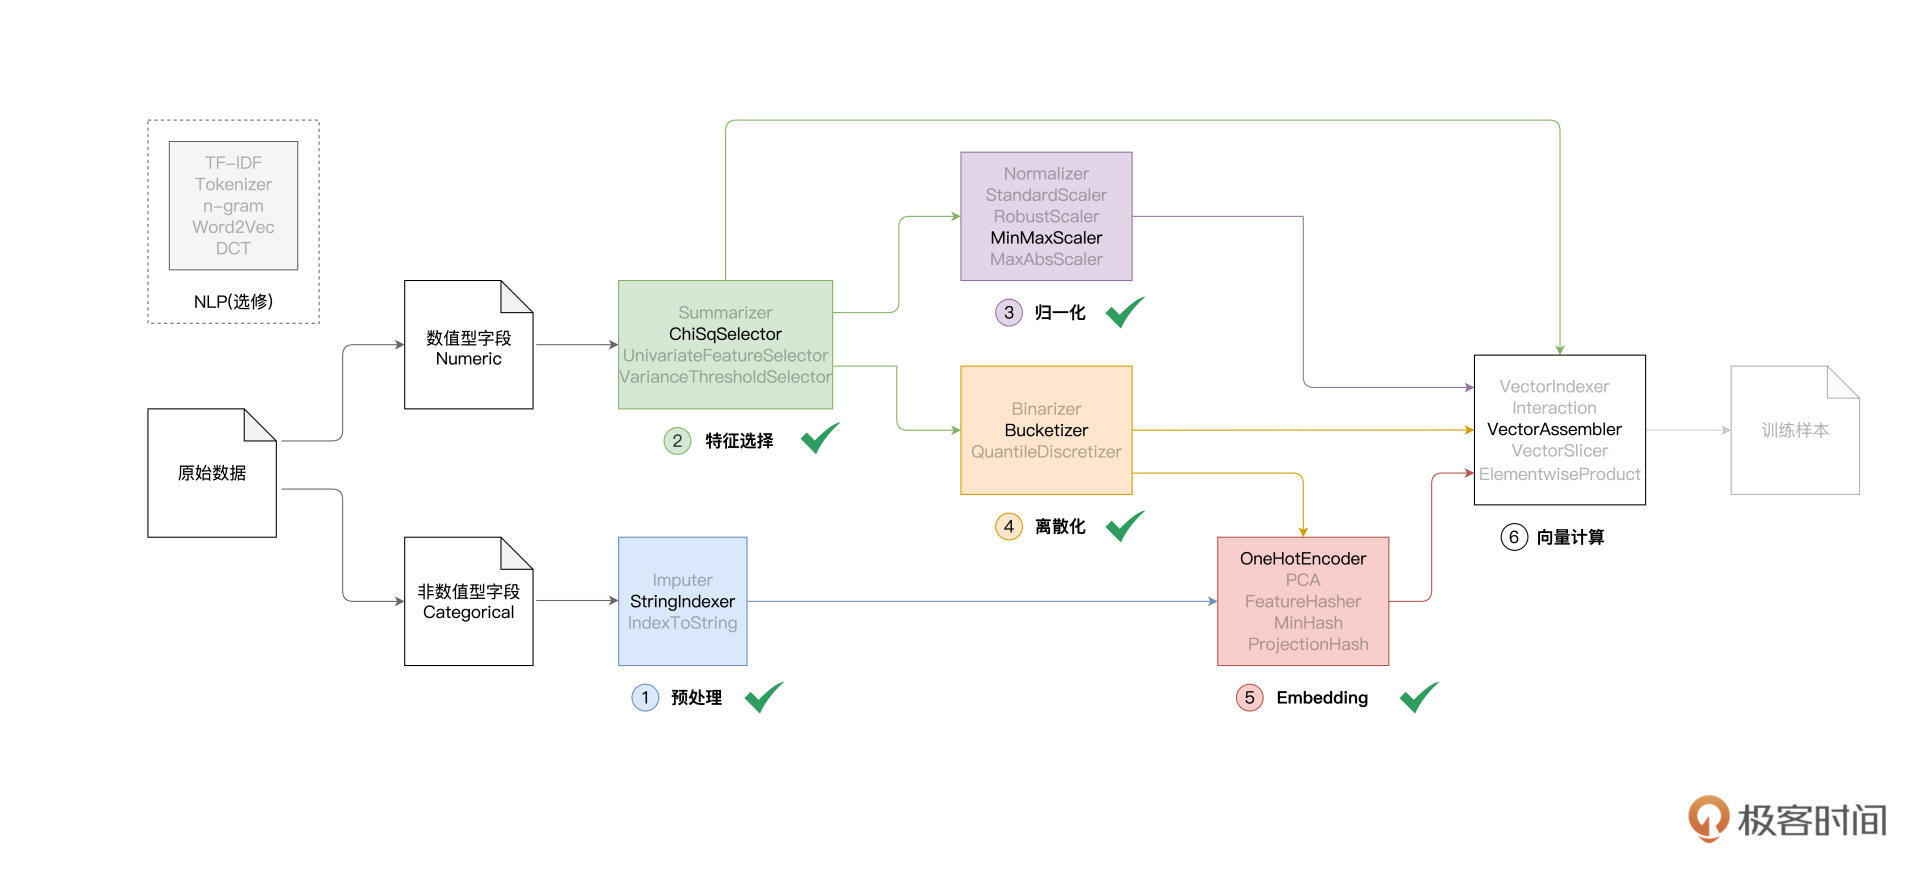 TF-IDF
Tokenizer
n-gram
Word2Vec
DCT
NLP(选修)
原始数据
数值型字段
Numeric
非数值型字段
Categorical
Summarizer
ChiSqSelector
UnivariateFeatureSelector
VarianceThresholdSelector
2 特征选择
Imputer
StringIndexer
IndexToString
1 预处理
Normalizer
StandardScaler
RobustScaler
MinMaxScaler
MaxAbsScaler
3 归一化
Binarizer
Bucketizer
QuantileDiscretizer
4 离散化
OneHotEncoder
PCA
FeatureHasher
MinHash
ProjectionHash
5 Embedding
VectorIndexer
Interaction
VectorAssembler
VectorSlicer
ElementwiseProduct
6 向量计算
训练样本
极客时间